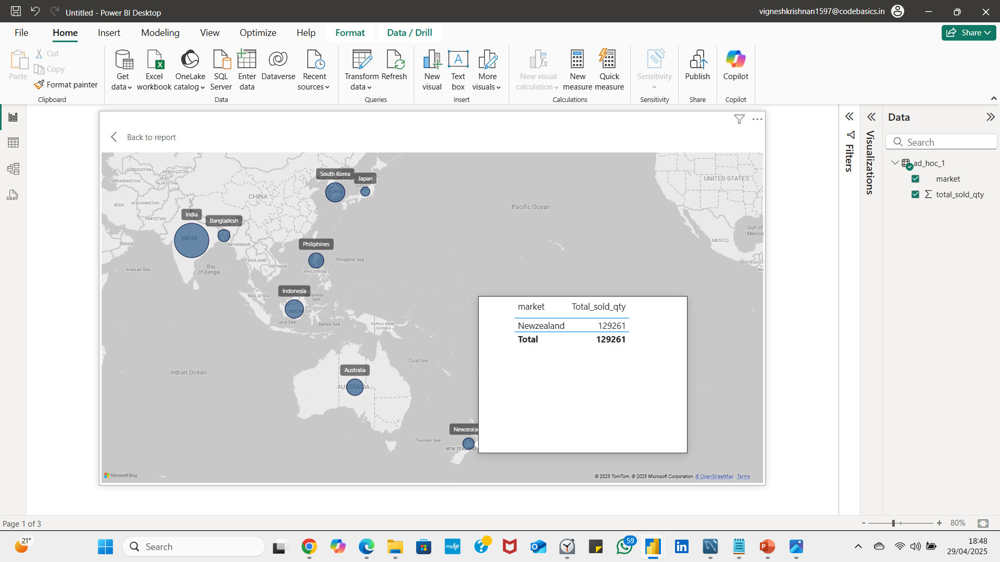 Untitled - Power BI Desktop
vigneshkrishnan1597@codebasics.in
File Home Insert Modeling View Optimize Help Format Data / Drill
Share
Paste
Cut
Copy
Format painter
Clipboard
Get data
Excel workbook
OneLake catalog
SQL Server
Enter data
Dataverse
Recent sources
Data
Transform data
Refresh
Queries
New visual
Text box
More visuals
Insert
New visual calculation
New measure
Quick measure
Calculations
Sensitivity
Sensitivity
Publish
Share
Copilot
Copilot
Back to report
UZBEKISTAN
KYRGYZSTAN
TURKMENISTAN
TAJIKISTAN
South Korea
Japan
JAPAN
CHINA
S KOREA
IRAN
AFGHANISTAN
PAKISTAN
India
Bangladesh
INDIA
OMAN
MYANMAR
Philiphines
THAILAND
VIETNAM
Philippine Sea
PHILIPPINES
Arabian Sea
Bay
of Bengal
Indonesia
MALAYSIA
Sea
INDONESIA
Java Sea
Banda Sea
PAPUA NEW
GUINEA
Pacific Ocean
UNITED STATES
MEXICO
Gulf of
Mexico
Indian Ocean
Coral Sea
Australia
AUSTRALIA
Tasman Sea
Newzealan
NEW ZEALAND
market Total_sold_qty
Newzealand 129261
Total 129261
Microsoft Bing
© 2025 TomTom, © 2025 Microsoft Corporation, © OpenStreetMap Terms
Filters
Visualizations
Data
Search
ad_hoc_1
market
total_sold_qty
Page 1 of 3
80%
21°
Search
myhp
59
18:48
29/04/2025